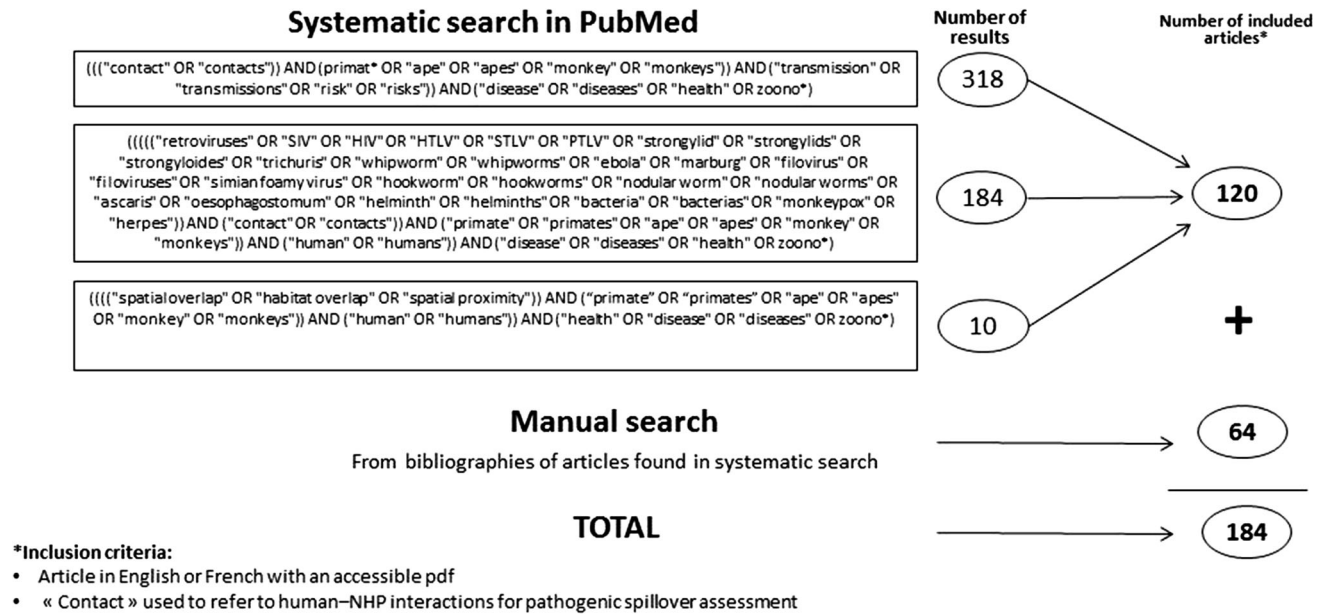 Systematic search in PubMed
Number of
results
Number of included
articles*
((("contact" OR "contacts")) AND (primat* OR "ape" OR "apes" OR "monkey" OR "monkeys")) AND ("transmission" OR
"transmissions" OR "risk" OR "risks")) AND ("disease" OR "diseases" OR "health" OR zoono*)
318
((((("retroviruses" OR "SIV" OR "HIV" OR "HTLV" OR "STLV" OR "PTLV" OR "strongylid" OR "strongylids" OR
"strongyloides" OR "trichuris" OR "whipworm" OR "whipworms" OR "ebola" OR "marburg" OR "filovirus" OR
"filoviruses" OR "simian foamy virus" OR "hookworm" OR "hookworms" OR "nodular worm" OR "nodular worms" OR
"ascaris" OR "oesophagostomum" OR "helminth" OR "helminths" OR "bacteria" OR "bacterias" OR "monkeypox" OR
"herpes")) AND ("contact" OR "contacts")) AND ("primate" OR "primates" OR "ape" OR "apes" OR "monkey" OR
"monkeys")) AND ("human" OR "humans")) AND ("disease" OR "diseases" OR "health" OR zoono*)
184
120
(((("spatial overlap" OR "habitat overlap" OR "spatial proximity")) AND (“primate” OR “primates” OR "ape" OR "apes"
OR "monkey" OR "monkeys")) AND ("human" OR "humans")) AND ("health" OR "disease" OR "diseases" OR zoono*)
10
+
Manual search
From bibliographies of articles found in systematic search
64
TOTAL
184
*Inclusion criteria:
• Article in English or French with an accessible pdf
• « Contact » used to refer to human–NHP interactions for pathogenic spillover assessment